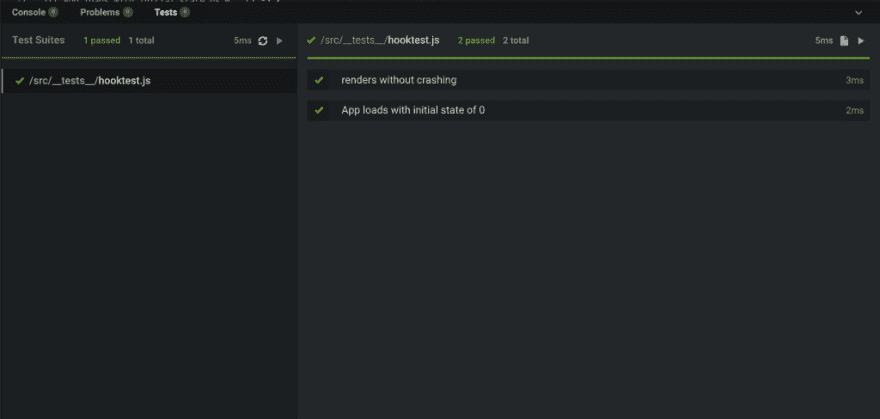 Console 0 Problems 0 Tests 0
Test Suites 1 passed 1 total 5ms
/src/__tests__/hooktest.js
/src/__tests__/hooktest.js 2 passed 2 total 5ms
renders without crashing 3ms
App loads with initial state of 0 2ms